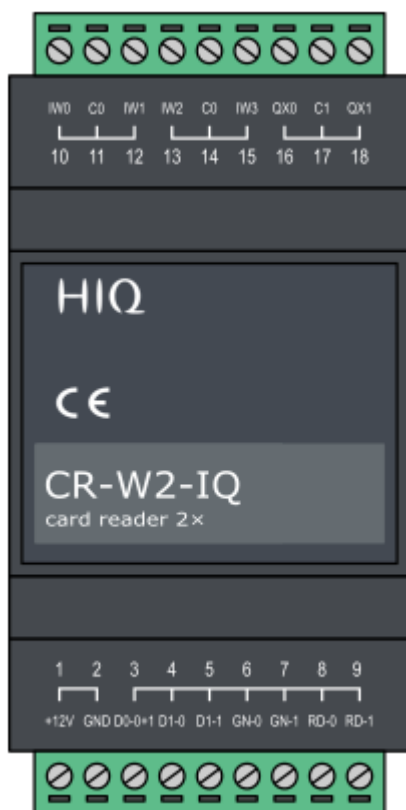 IW0 C0 IW1 IW2 C0 IW3 QX0 C1 QX1
10 11 12 13 14 15 16 17 18
HIQ
CE
CR-W2-IQ
card reader 2×
1 2 3 4 5 6 7 8 9
+12V GND D0-0+1 D1-0 D1-1 GN-0 GN-1 RD-0 RD-1